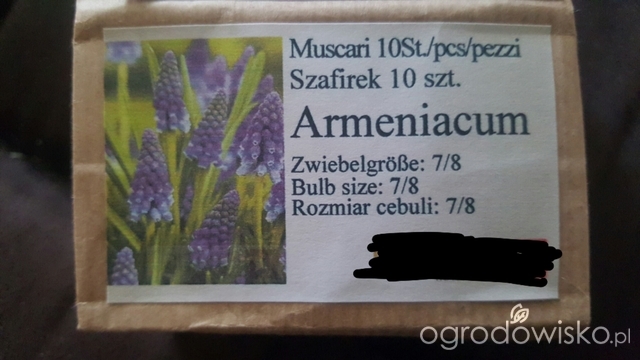 Muscari 10St./pcs/pezzi
Szafirek 10 szt.
Armeniacum
Zwiebelgröße: 7/8
Bulb size: 7/8
Rozmiar cebuli: 7/8
ogrodowisko.pl